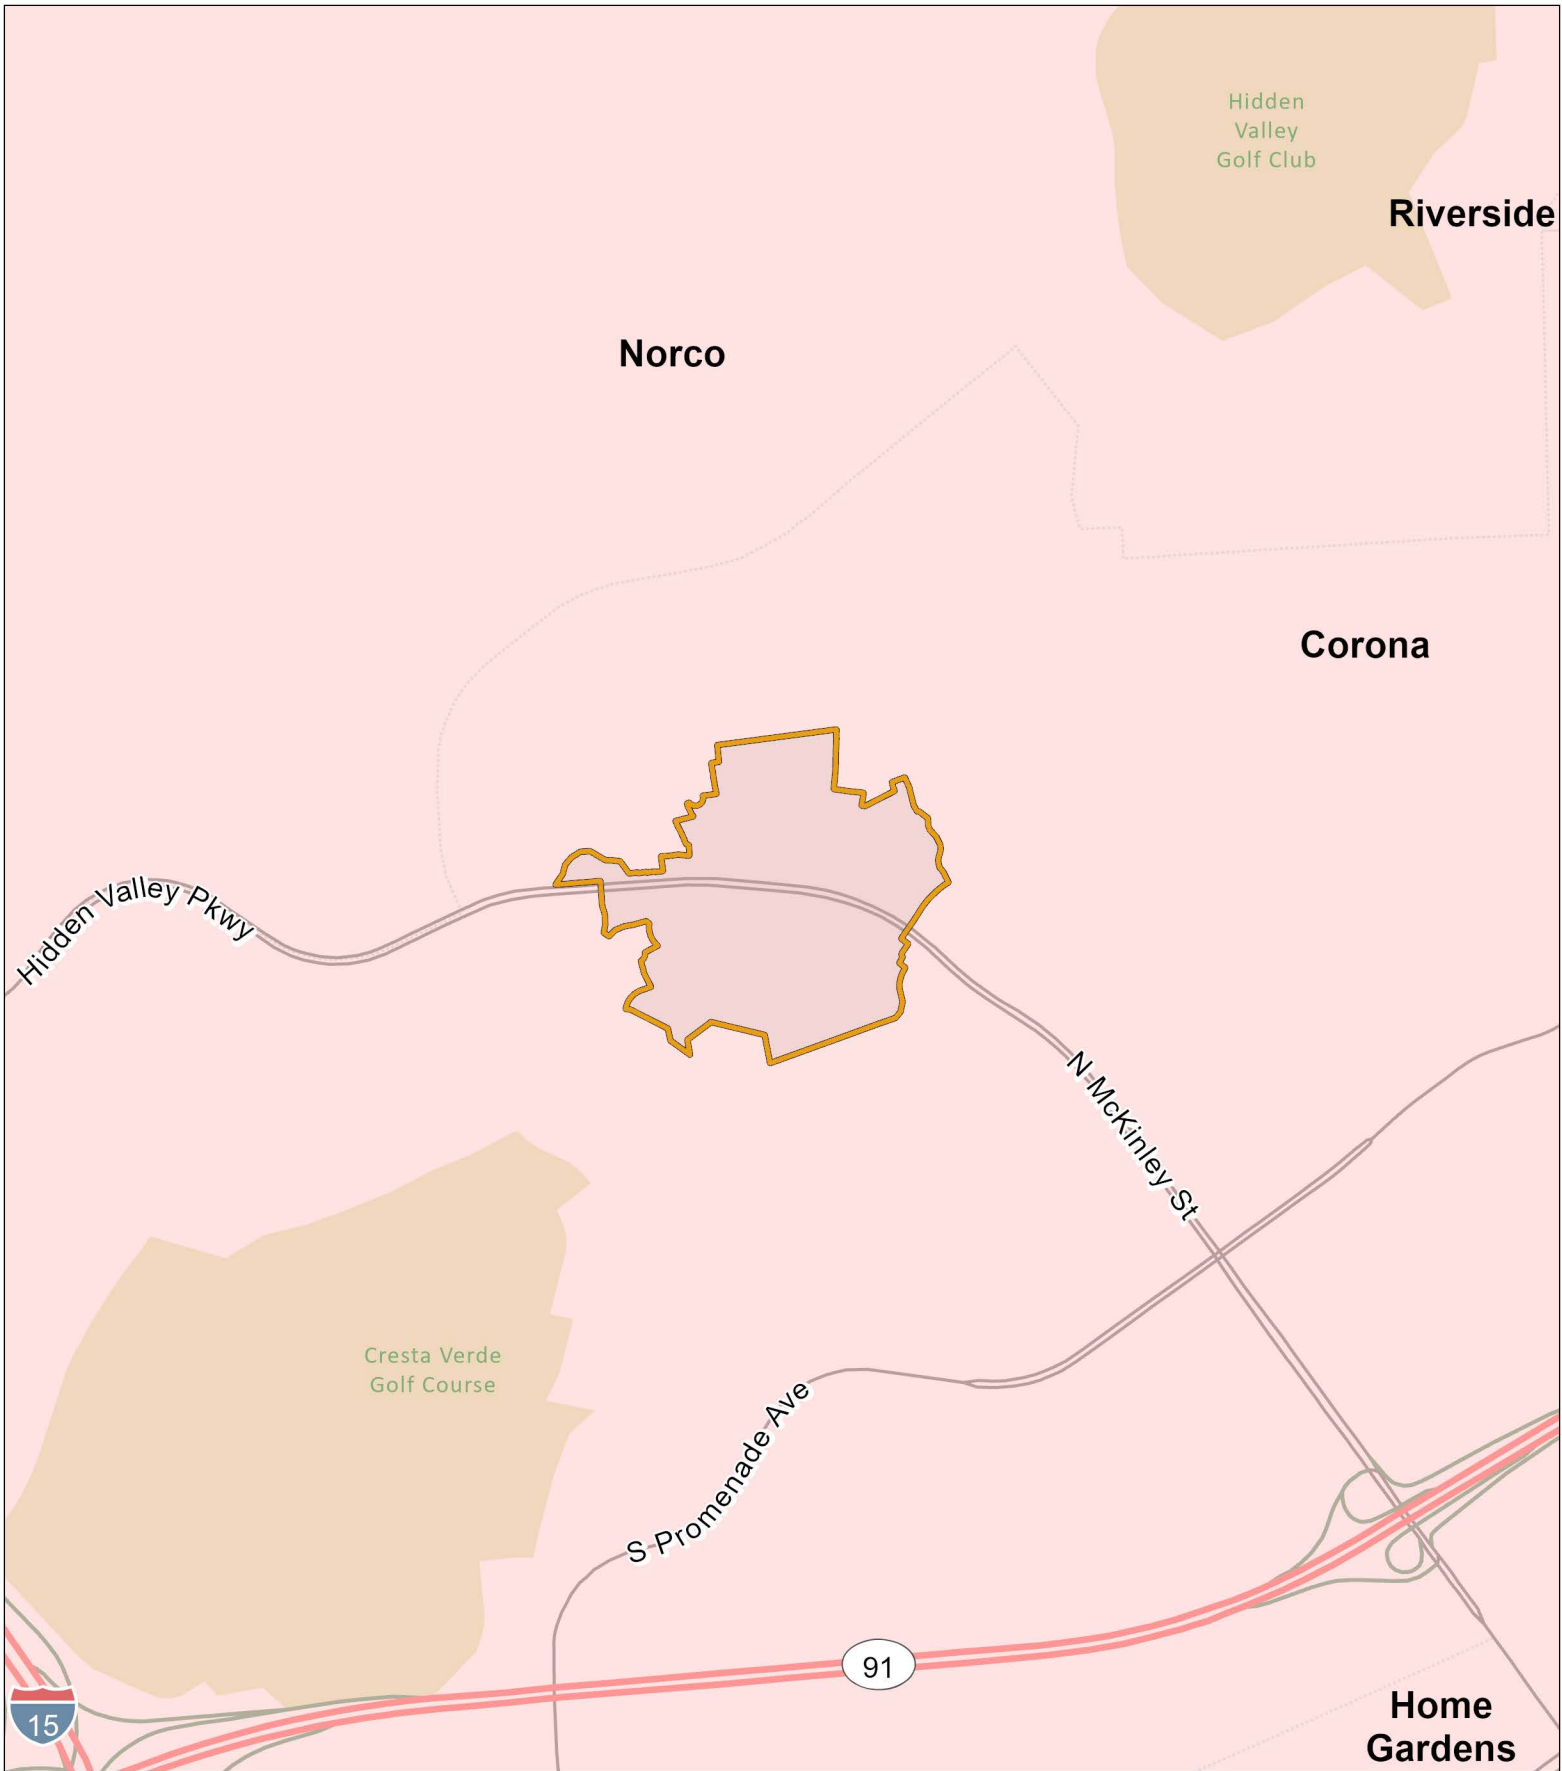 Hidden
Valley
Golf Club
Riverside
Norco
Corona
Hidden Valley Pkwy
N McKinley St
Cresta Verde
Golf Course
S Promenade Ave
91
15
Home
Gardens